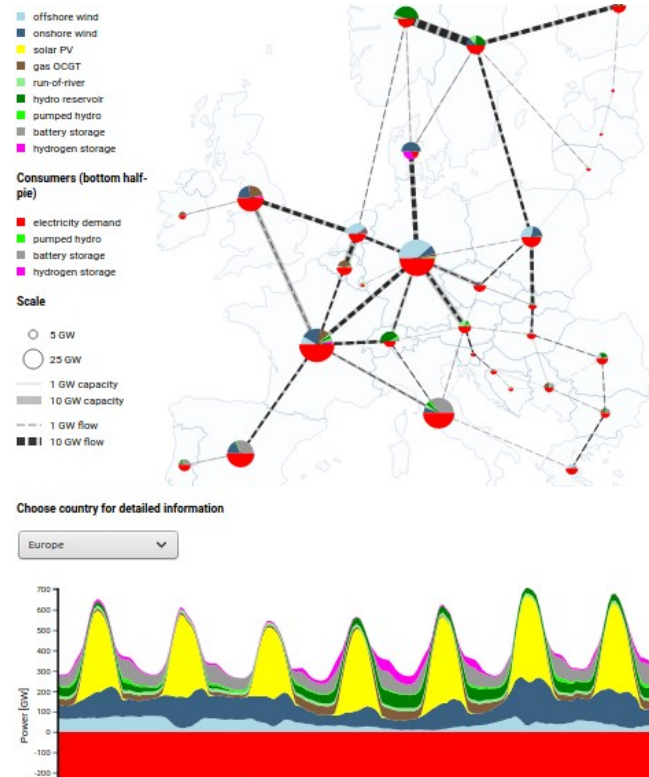 offshore wind
onshore wind
solar PV
gas OCGT
run-of-river
hydro reservoir
pumped hydro
battery storage
hydrogen storage
Consumers (bottom half-
pie)
electricity demand
pumped hydro
battery storage
hydrogen storage
Scale
5 GW
25 GW
1 GW capacity
10 GW capacity
1 GW flow
10 GW flow
Choose country for detailed information
Europe
Power [GW]
700
600
500
400
300
200
100
0
-100
-200